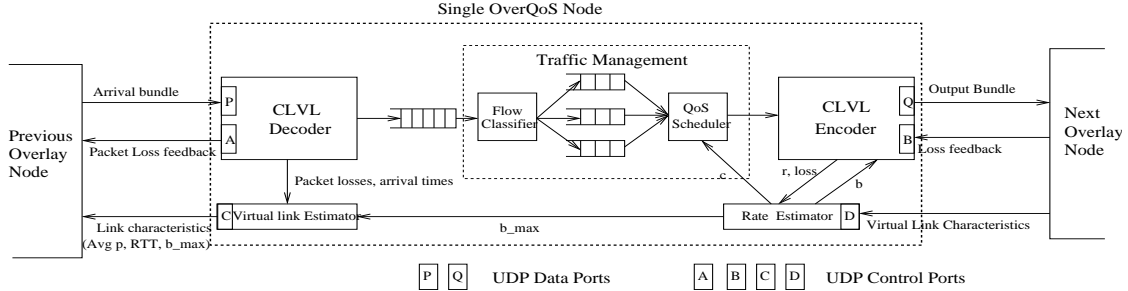 Single OverQoS Node
Traffic Management
Arrival bundle
P
CLVL
Decoder
A
Packet Loss feedback
Previous
Overlay
Node
Flow
Classifier
QoS
Scheduler
CLVL
Encoder
Q
B
Output Bundle
Loss feedback
Next
Overlay
Node
Packet losses, arrival times
c
r, loss
b
C
Virtual link Estimator
Rate Estimator
D
Link characteristics
(Avg p, RTT, b_max)
b_max
Virtual Link Characteristics
P Q UDP Data Ports
A B C D UDP Control Ports